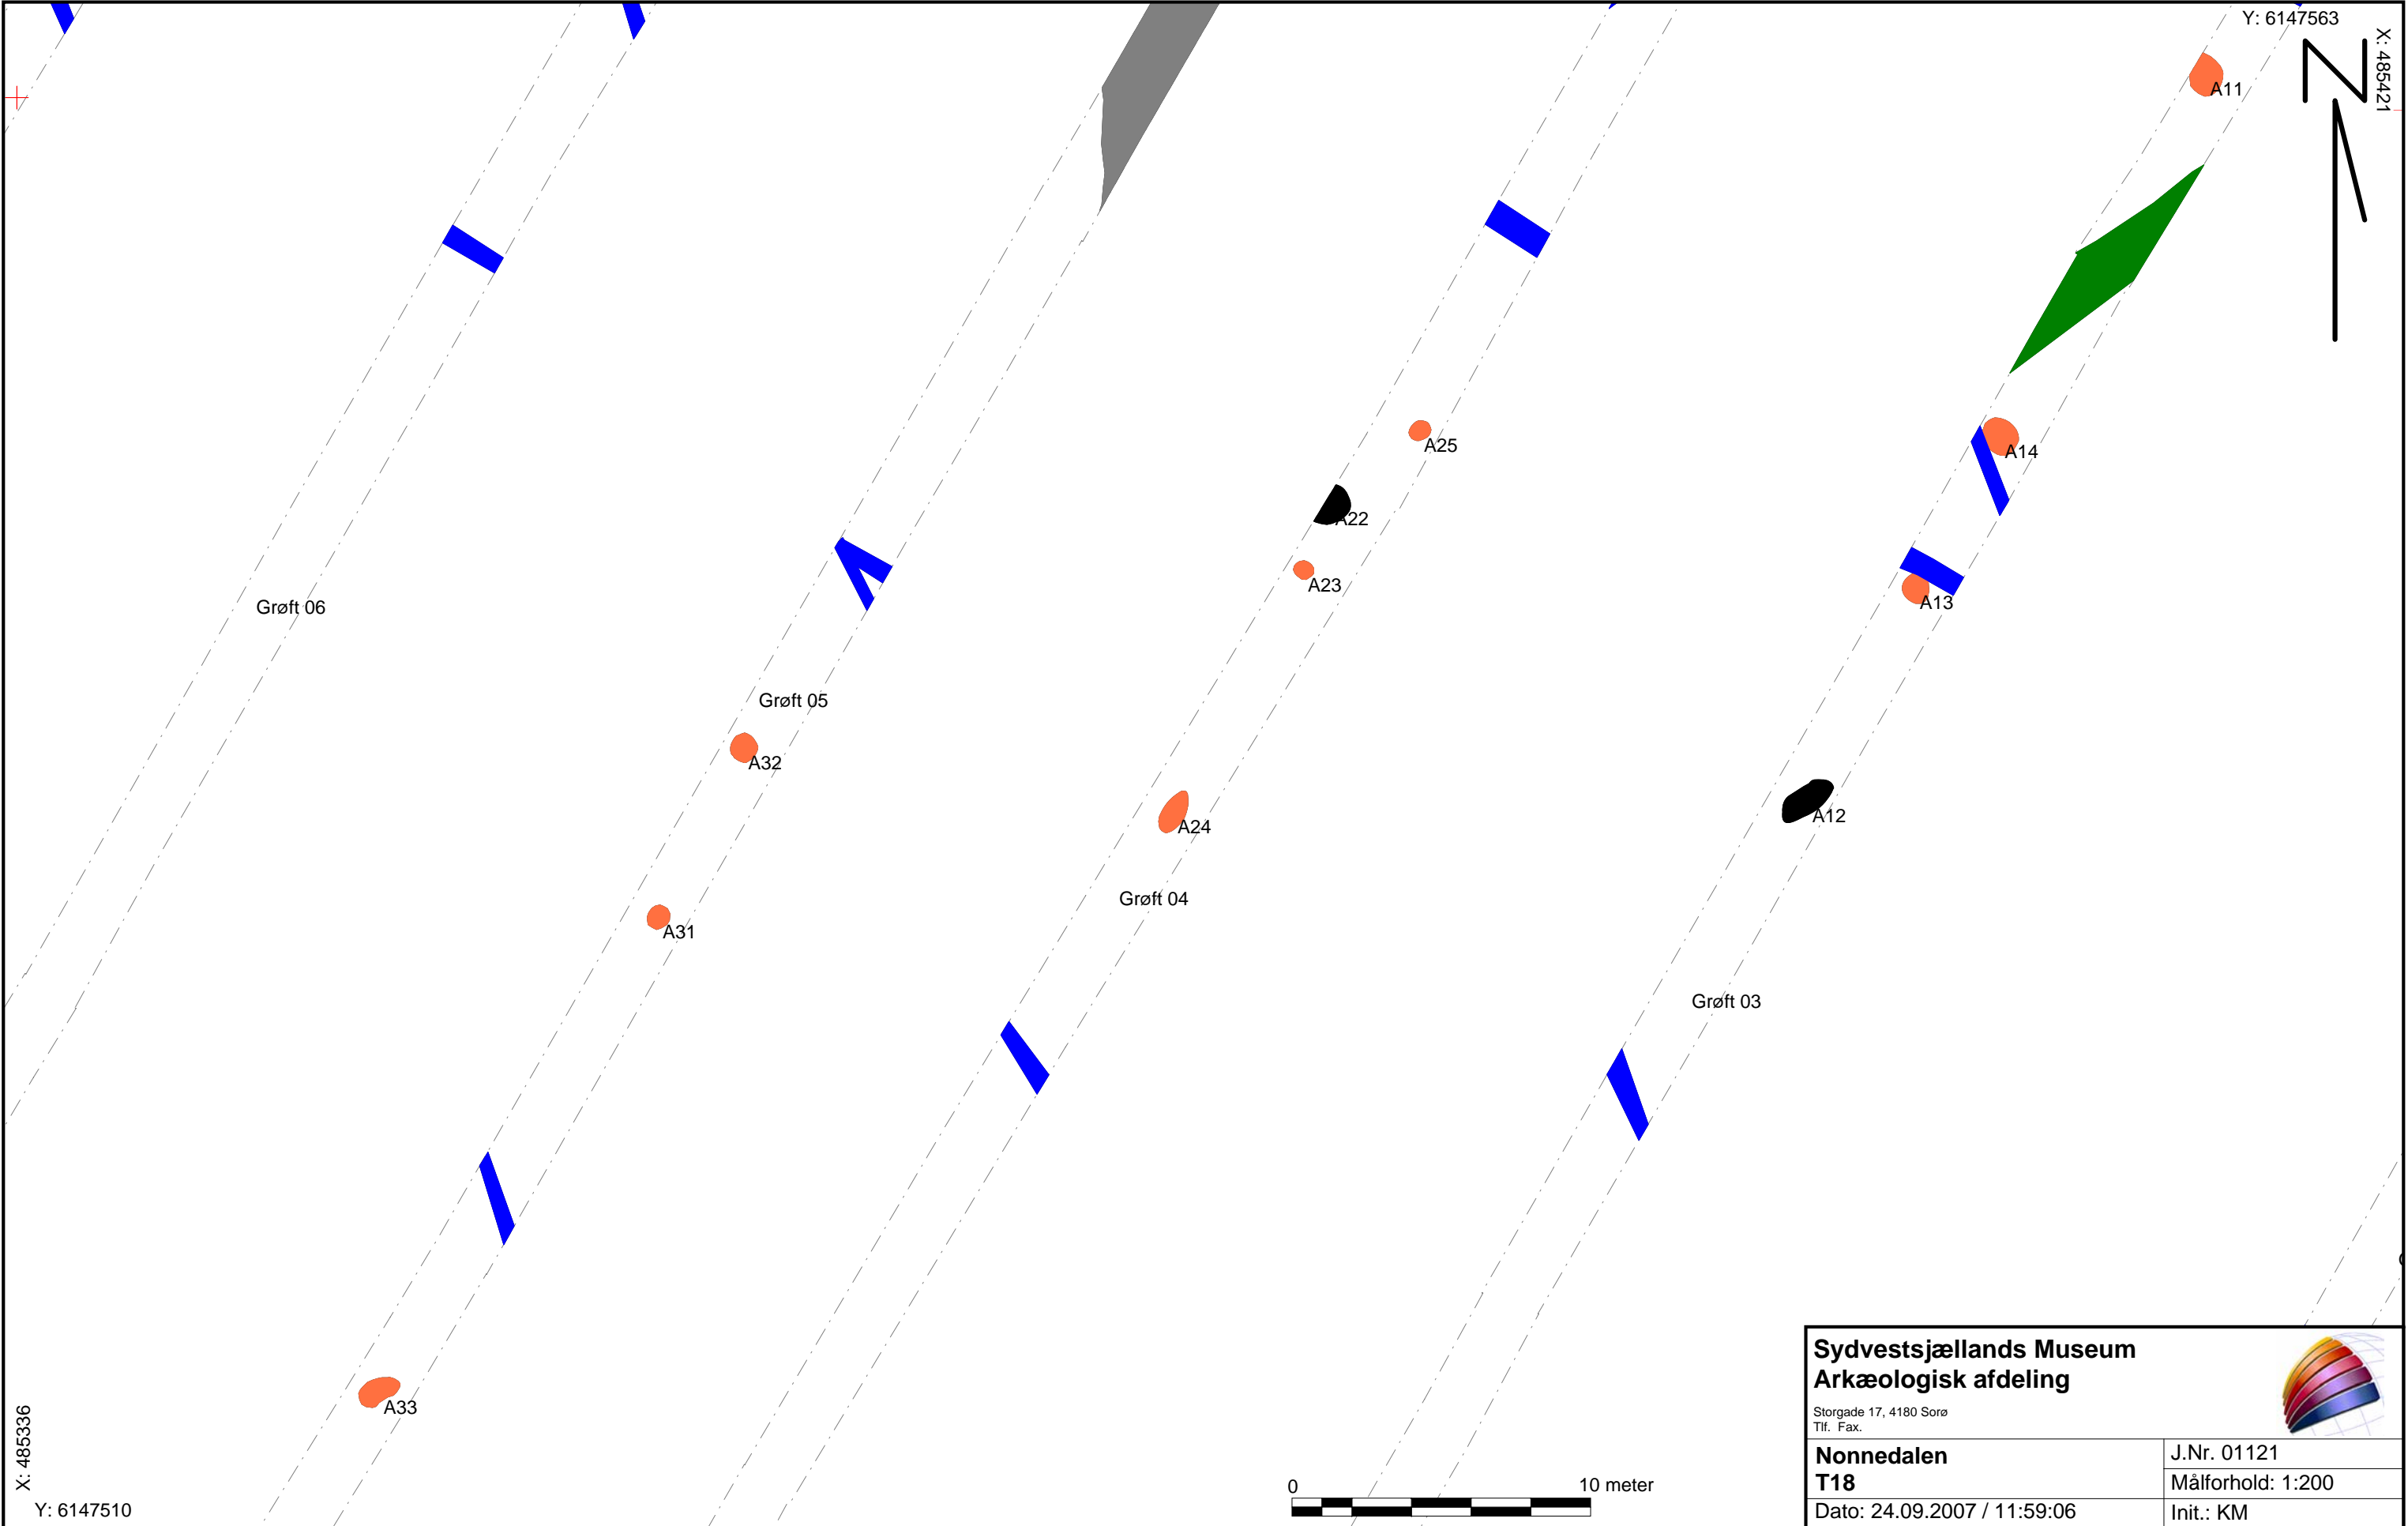 Y: 6147563
X: 485421
A11
A25
A14
A22
A23
A13
Grøft 06
Grøft 05
A32
A24
A12
Grøft 04
A31
Grøft 03
A33
X: 485336
Y: 6147510
0 10 meter
Sydvestsjællands Museum
Arkæologisk afdeling
Storgade 17, 4180 Sorø
Tlf. Fax.
Nonnedalen
T18
J.Nr. 01121
Målforhold: 1:200
Dato: 24.09.2007 / 11:59:06
Init.: KM